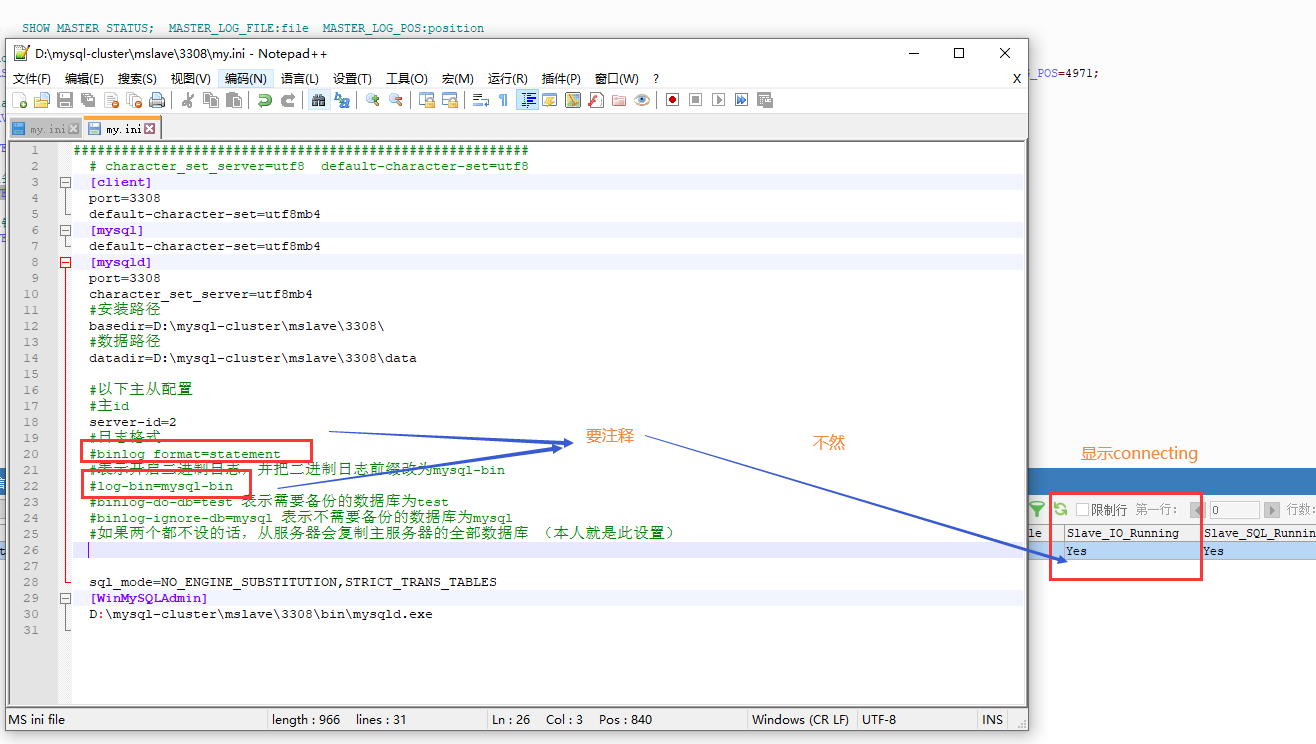 SHOW MASTER STATUS;  MASTER_LOG_FILE:file  MASTER_LOG_POS:position
D:\mysql-cluster\mslave\3308\my.ini - Notepad++
文件(F) 编辑(E) 搜索(S) 视图(V) 编码(N) 语言(L) 设置(T) 工具(O) 宏(M) 运行(R) 插件(P) 窗口(W) ? X
_POS=4971;
my.ini my.ini
1 #########################################################
2 # character_set_server=utf8  default-character-set=utf8
3 [client]
4 port=3308
5 default-character-set=utf8mb4
6 [mysql]
7 default-character-set=utf8mb4
8 [mysqld]
9 port=3308
10 character_set_server=utf8mb4
11 #安装路径
12 basedir=D:\mysql-cluster\mslave\3308\
13 #数据路径
14 datadir=D:\mysql-cluster\mslave\3308\data
15
16 #以下主从配置
17 #主id
18 server-id=2
19 #日志格式
20 #binlog_format=statement
21 #表示开启二进制日志，并把二进制日志前缀改为mysql-bin
22 #log-bin=mysql-bin
23 #binlog-do-db=test 表示需要备份的数据库为test
24 #binlog-ignore-db=mysql 表示不需要备份的数据库为mysql
25 #如果两个都不设的话，从服务器会复制主服务器的全部数据库 （本人就是此设置）
26
27
28 sql_mode=NO_ENGINE_SUBSTITUTION,STRICT_TRANS_TABLES
29 [WinMySQLAdmin]
30 D:\mysql-cluster\mslave\3308\bin\mysqld.exe
31
要注释
不然
显示connecting
限制行 第一行: 0 行数:
le Slave_IO_Running Slave_SQL_Runnin
Yes Yes
MS ini file length : 966 lines : 31 Ln : 26 Col : 3 Pos : 840 Windows (CR LF) UTF-8 INS